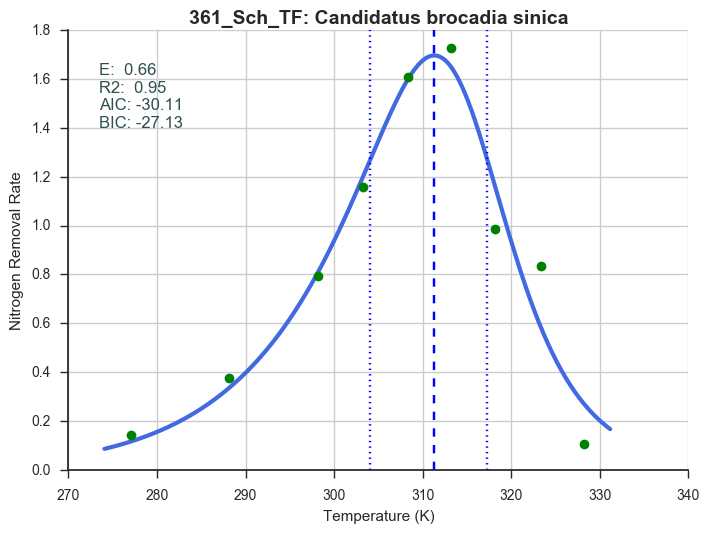 361_Sch_TF: Candidatus brocadia sinica
E:  0.66
R2:  0.95
AIC: -30.11
BIC: -27.13
Nitrogen Removal Rate
1.8
1.6
1.4
1.2
1.0
0.8
0.6
0.4
0.2
0.0
270 280 290 300 310 320 330 340
Temperature (K)